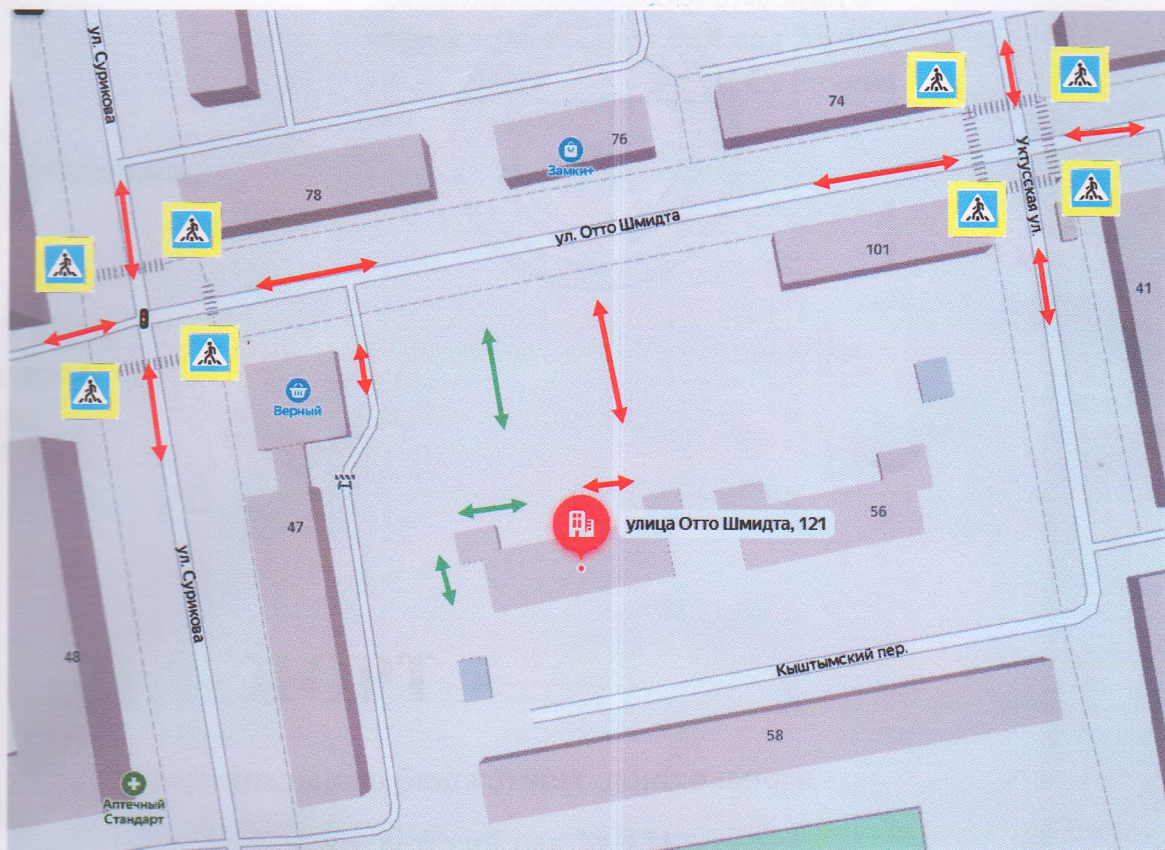 ул. Сурикова
74
76
Замки+
78
Уктусская ул.
ул. Отто Шмидта
101
41
Верный
47
56
улица Отто Шмидта, 121
ул. Сурикова
48
Кыштымский пер.
58
Аптечный
Стандарт